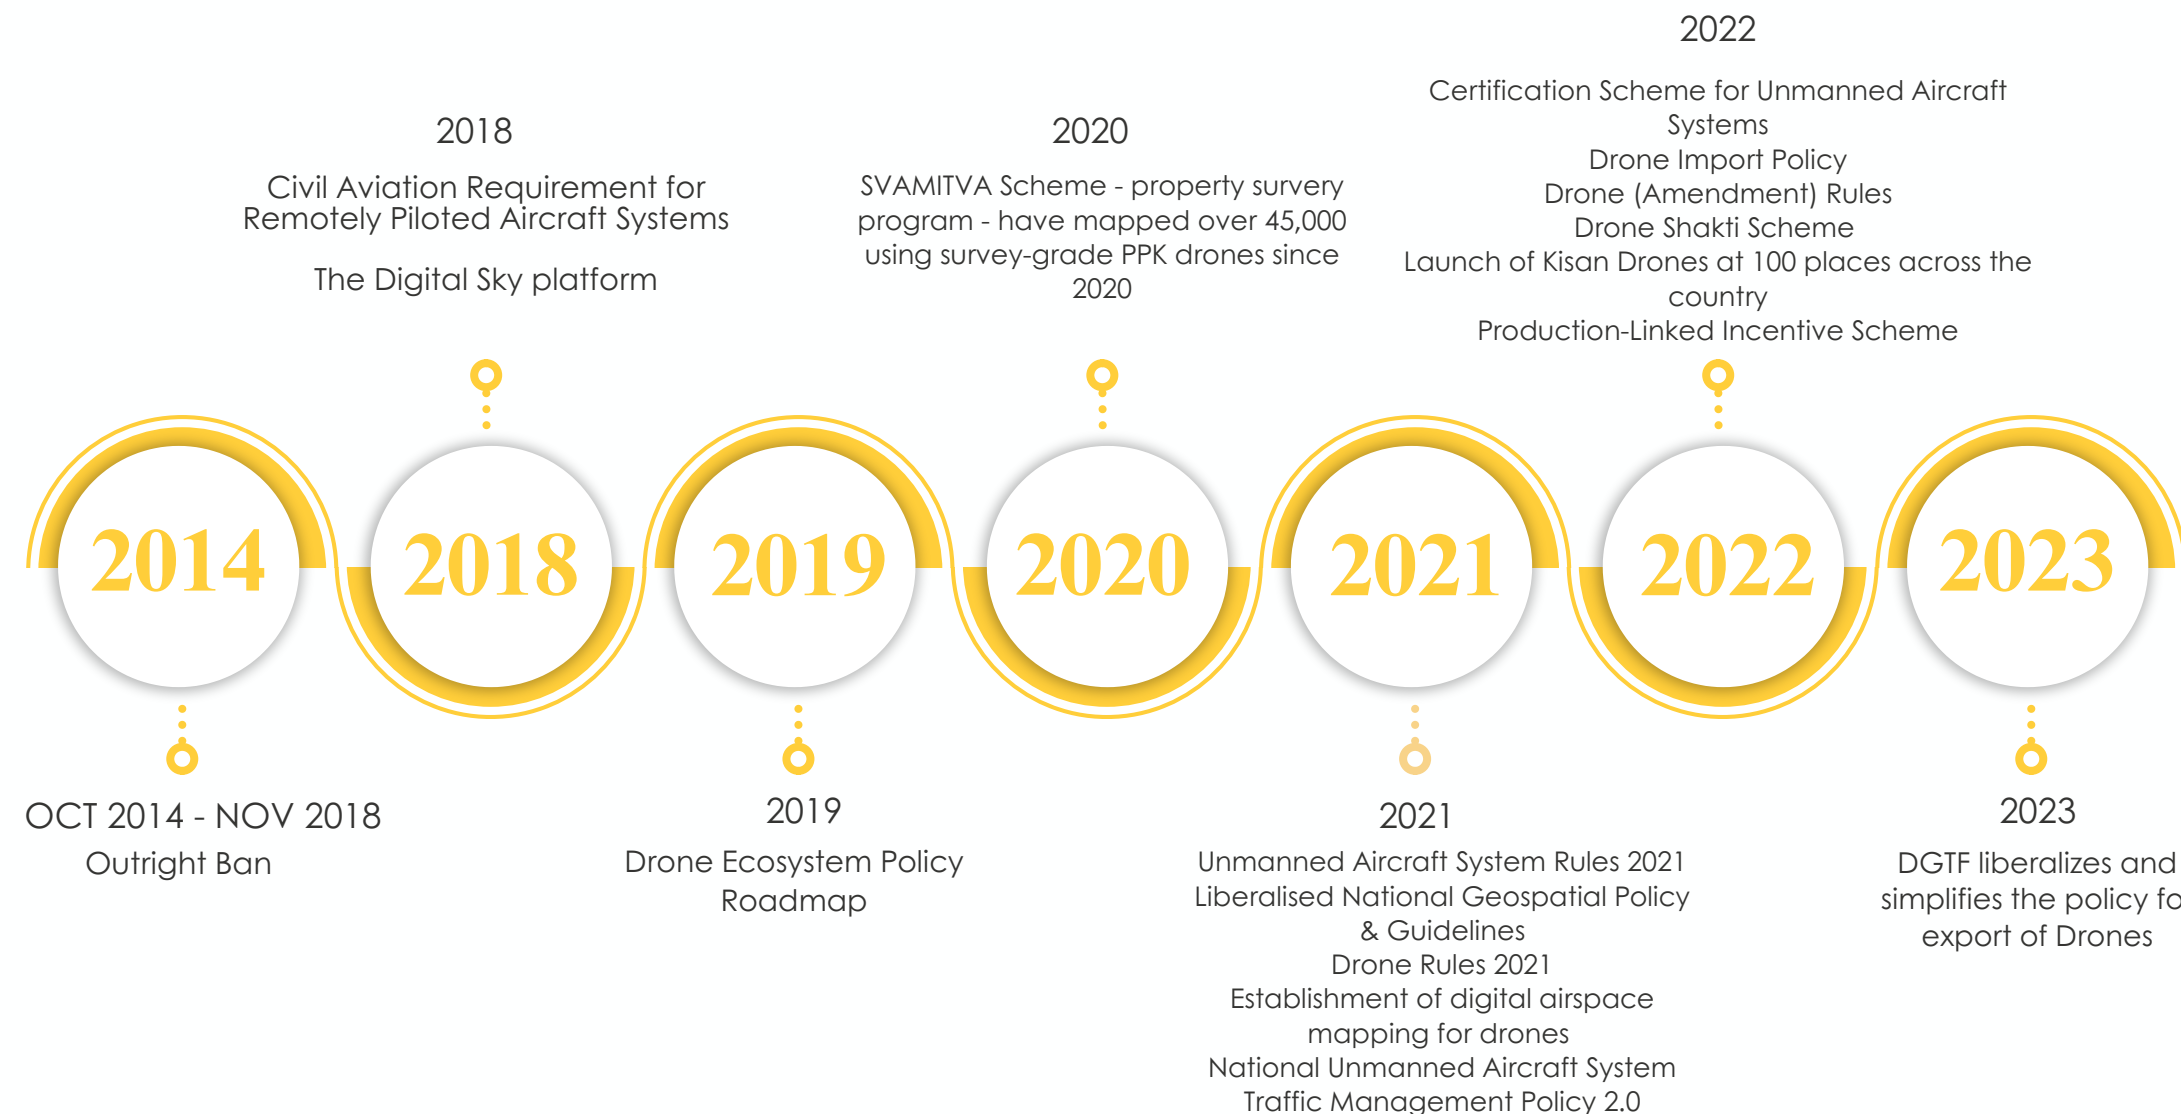 2018
Civil Aviation Requirement for
Remotely Piloted Aircraft Systems
The Digital Sky platform
2020
SVAMITVA Scheme - property survery
program - have mapped over 45,000
using survey-grade PPK drones since
2020
2022
Certification Scheme for Unmanned Aircraft
Systems
Drone Import Policy
Drone (Amendment) Rules
Drone Shakti Scheme
Launch of Kisan Drones at 100 places across the
country
Production-Linked Incentive Scheme
2014
2018
2019
2020
2021
2022
2023
OCT 2014 - NOV 2018
Outright Ban
2019
Drone Ecosystem Policy
Roadmap
2021
Unmanned Aircraft System Rules 2021
Liberalised National Geospatial Policy
& Guidelines
Drone Rules 2021
Establishment of digital airspace
mapping for drones
National Unmanned Aircraft System
Traffic Management Policy 2.0
2023
DGTF liberalizes and
simplifies the policy fo
export of Drones